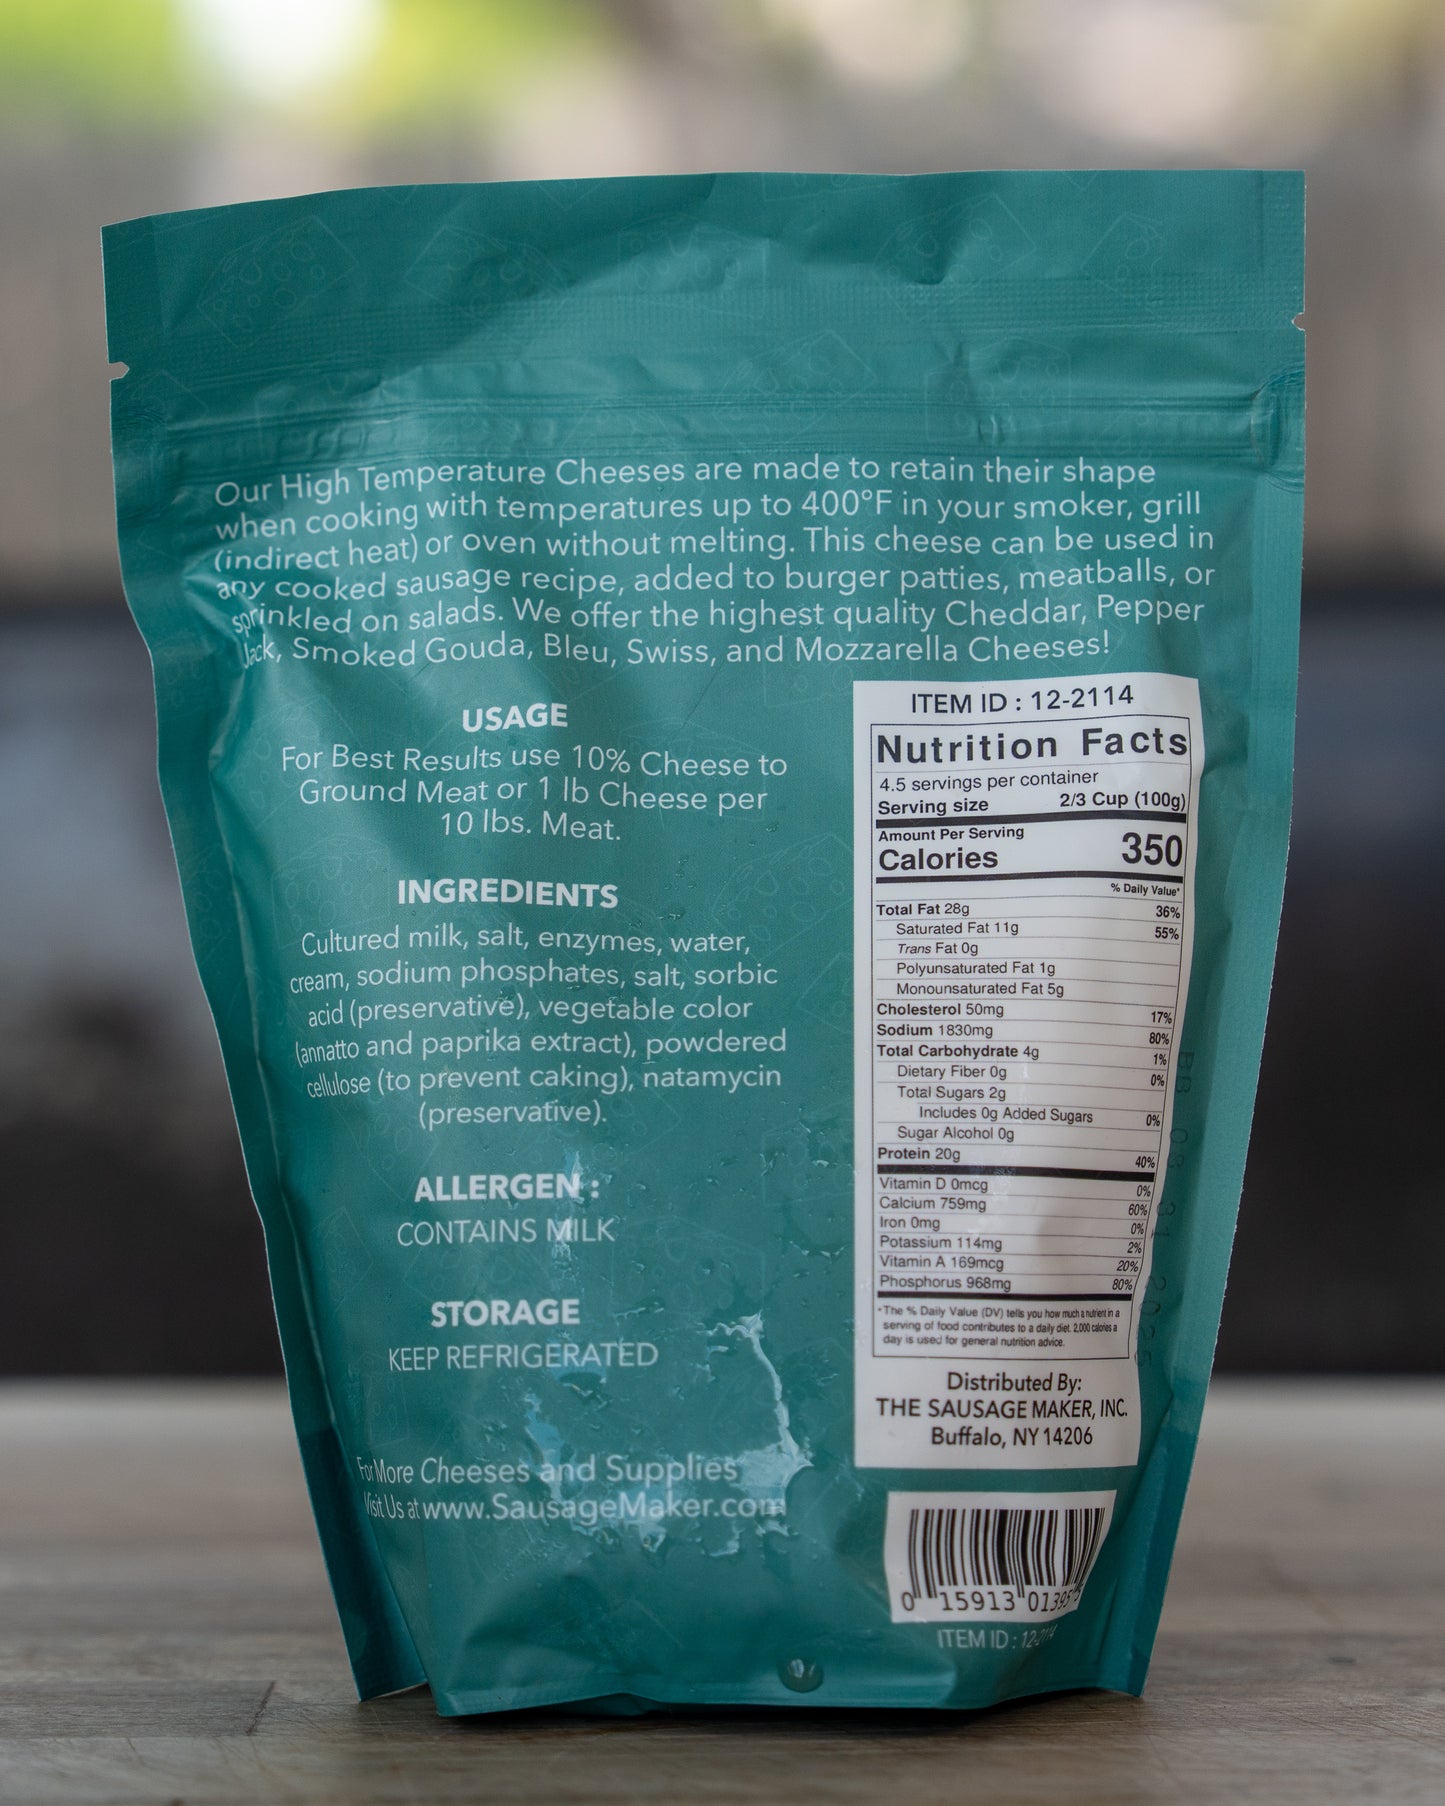 Our High Temperature Cheeses are made to retain their shape
when cooking with temperatures up to 400°F in your smoker, grill
(indirect heat) or oven without melting. This cheese can be used in
any cooked sausage recipe, added to burger patties, meatballs, or
sprinkled on salads. We offer the highest quality Cheddar, Pepper
Jack, Smoked Gouda, Bleu, Swiss, and Mozzarella Cheeses!
USAGE
For Best Results use 10% Cheese to
Ground Meat or 1 lb Cheese per
10 lbs. Meat.
INGREDIENTS
Cultured milk, salt, enzymes, water,
cream, sodium phosphates, salt, sorbic
acid (preservative), vegetable color
(annatto and paprika extract), powdered
cellulose (to prevent caking), natamycin
(preservative).
ALLERGEN :
CONTAINS MILK
STORAGE
KEEP REFRIGERATED
For More Cheeses and Supplies
Visit Us at www.SausageMaker.com
ITEM ID : 12-2114
Nutrition Facts
4.5 servings per container
Serving size 2/3 Cup (100g)
Amount Per Serving
Calories 350
% Daily Value*
Total Fat 28g 36%
Saturated Fat 11g 55%
Trans Fat 0g
Polyunsaturated Fat 1g
Monounsaturated Fat 5g
Cholesterol 50mg 17%
Sodium 1830mg 80%
Total Carbohydrate 4g 1%
Dietary Fiber 0g 0%
Total Sugars 2g
Includes 0g Added Sugars 0%
Sugar Alcohol 0g
Protein 20g 40%
Vitamin D 0mcg 0%
Calcium 759mg 60%
Iron 0mg 0%
Potassium 114mg 2%
Vitamin A 169mcg 20%
Phosphorus 968mg 80%
*The % Daily Value (DV) tells you how much a nutrient in a
serving of food contributes to a daily diet. 2,000 calories a
day is used for general nutrition advice.
Distributed By:
THE SAUSAGE MAKER, INC.
Buffalo, NY 14206
0 15913 01395
ITEM ID : 12-2114